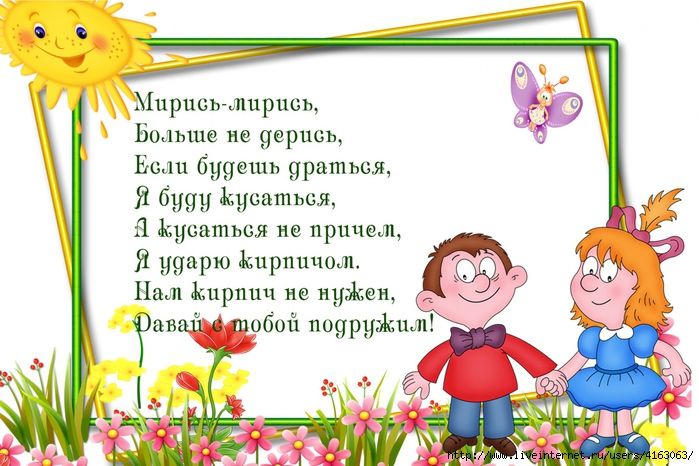 Мирись-мирись,
Больше не дерись,
Если будешь драться,
Я буду кусаться,
А кусаться не причем,
Я ударю кирпичом.
Нам кирпич не нужен,
Давай с тобой подружим!
http://www.liveinternet.ru/users/4163063/